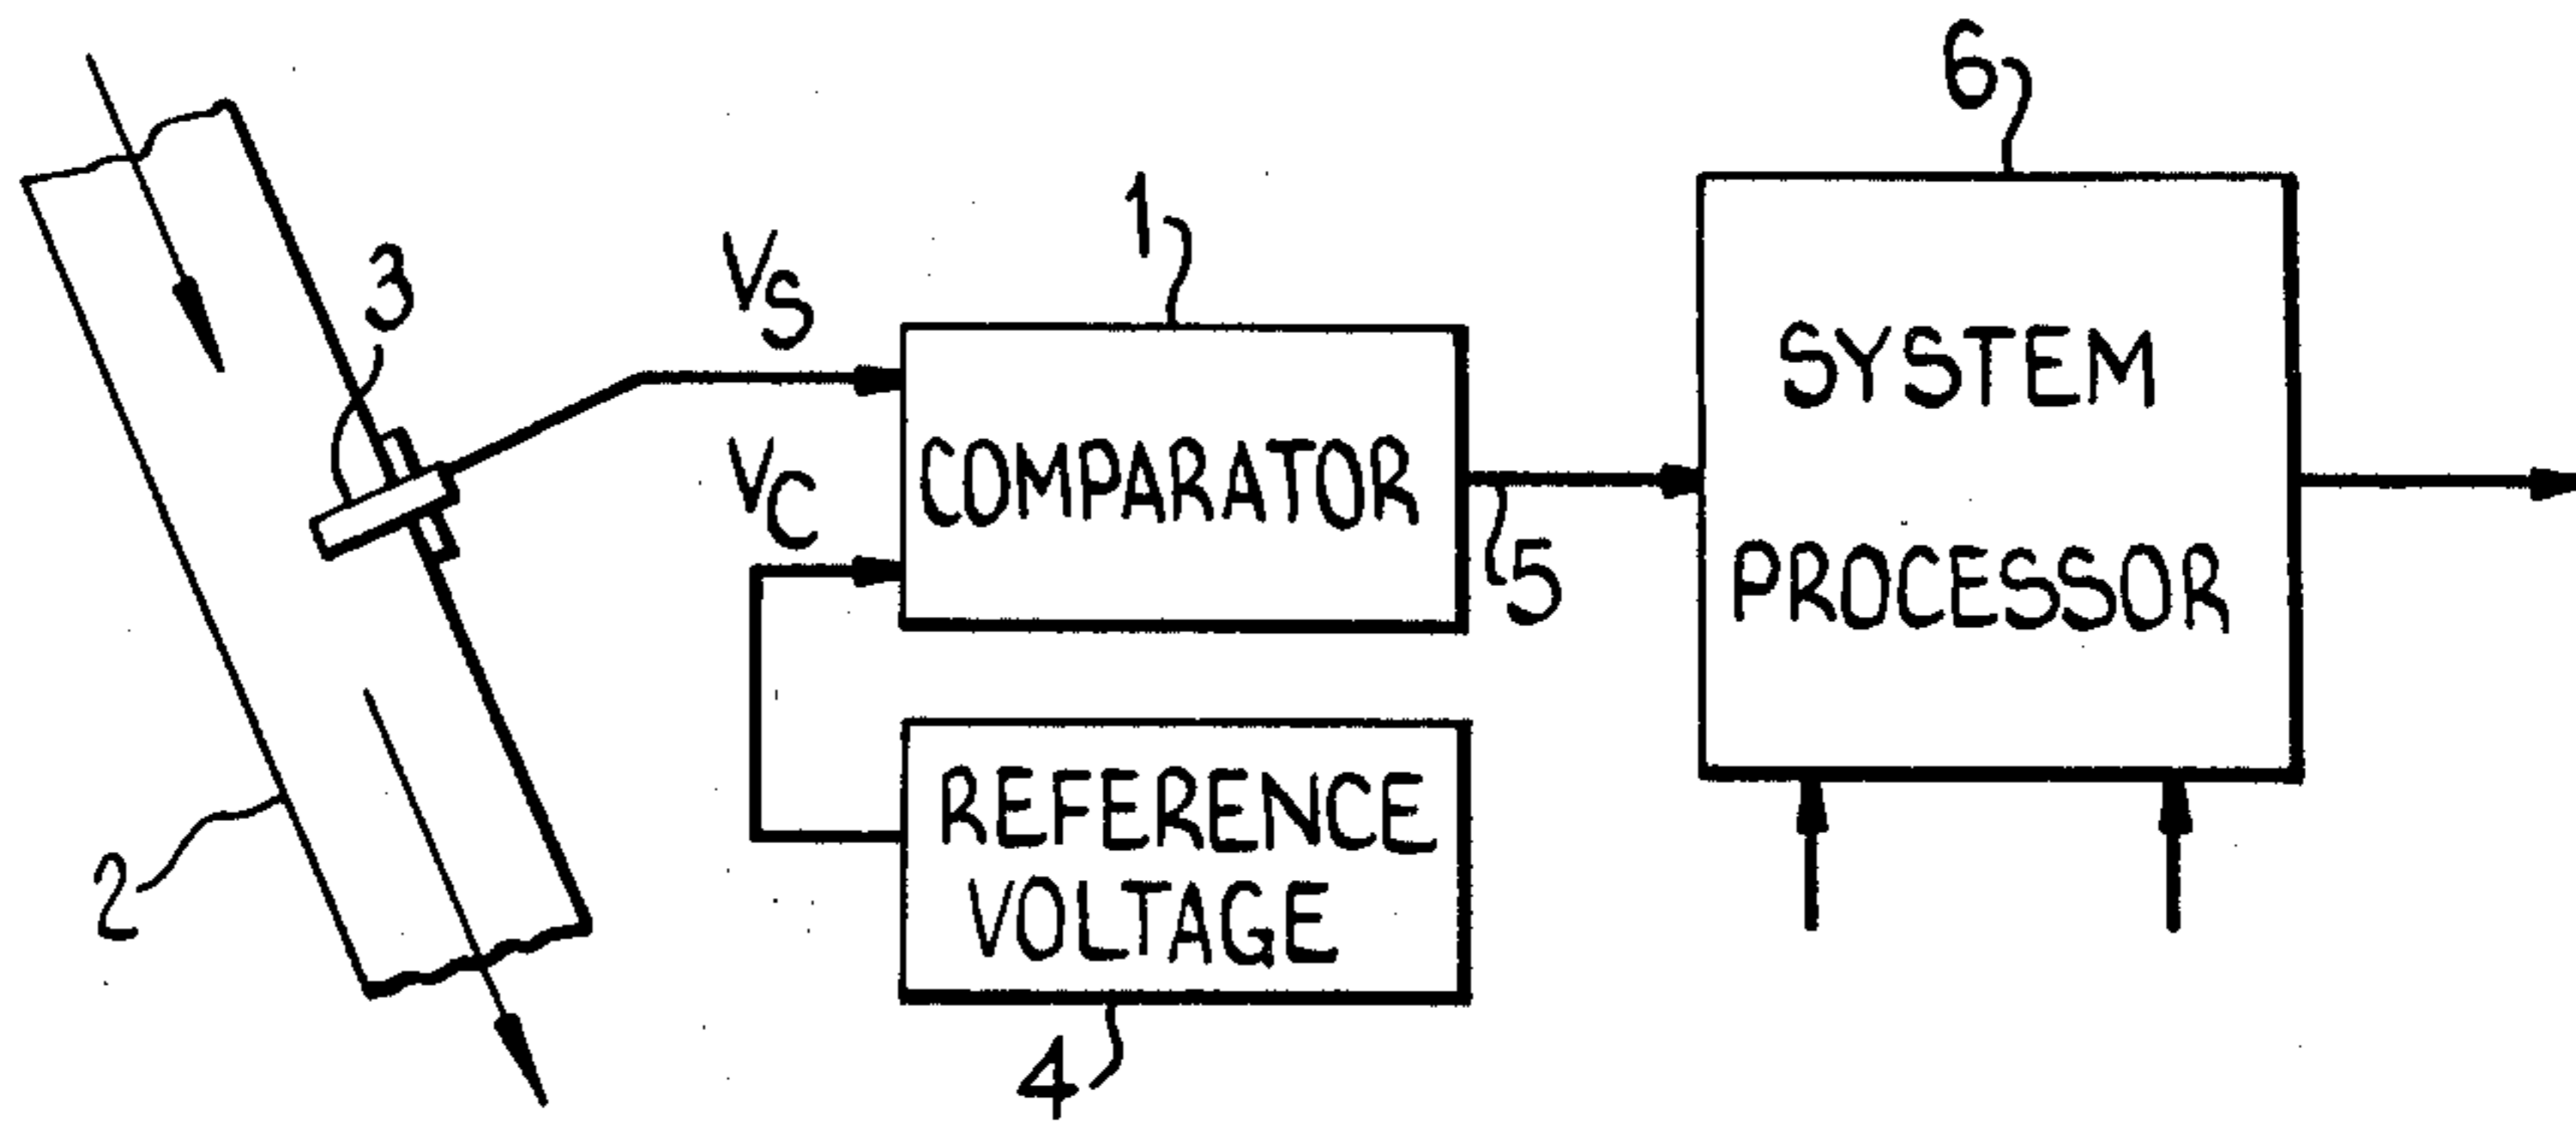 6
1
3
VS
SYSTEM
VC
COMPARATOR
5
PROCESSOR
REFERENCE
VOLTAGE
2
4